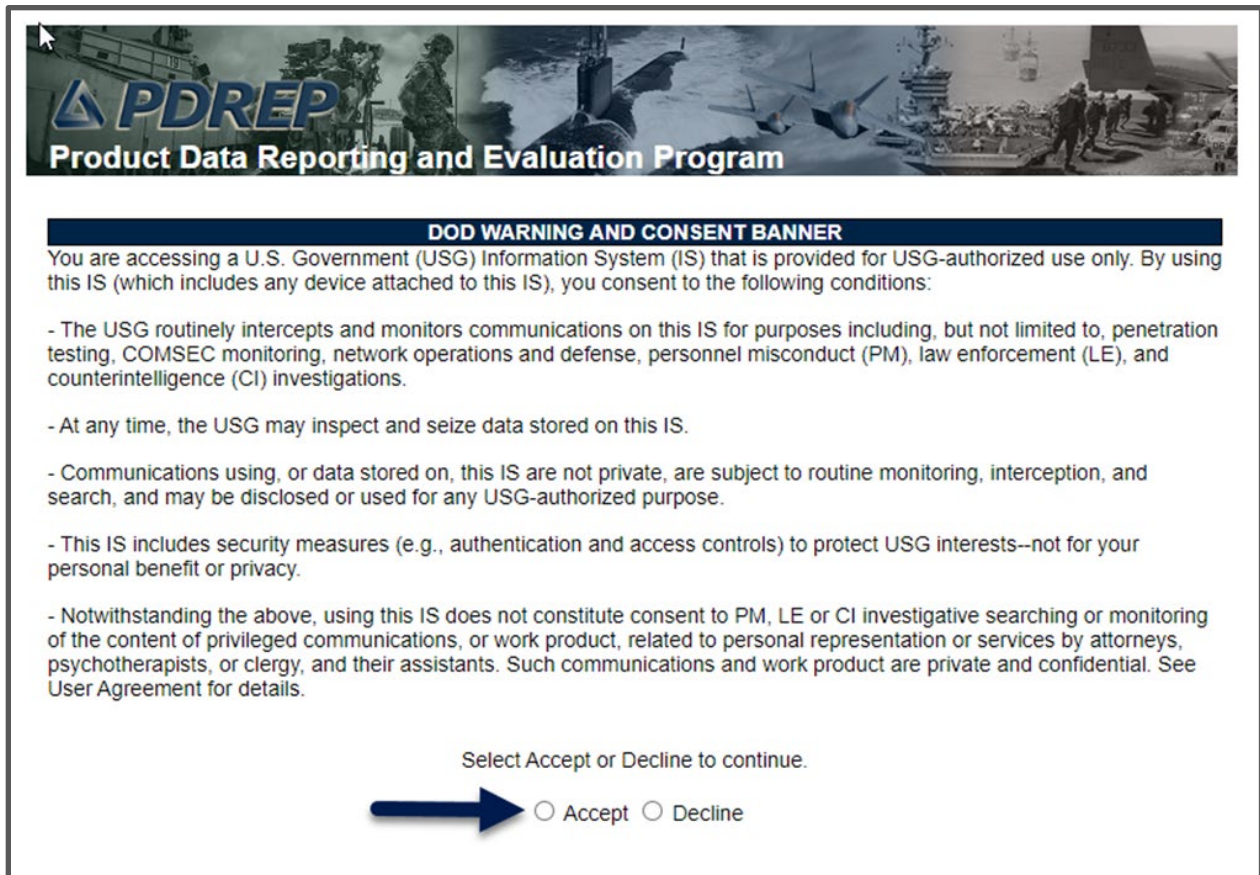 PDREP
Product Data Reporting and Evaluation Program
DOD WARNING AND CONSENT BANNER
You are accessing a U.S. Government (USG) Information System (IS) that is provided for USG-authorized use only. By using
this IS (which includes any device attached to this IS), you consent to the following conditions:
- The USG routinely intercepts and monitors communications on this IS for purposes including, but not limited to, penetration
testing, COMSEC monitoring, network operations and defense, personnel misconduct (PM), law enforcement (LE), and
counterintelligence (CI) investigations.
- At any time, the USG may inspect and seize data stored on this IS.
- Communications using, or data stored on, this IS are not private, are subject to routine monitoring, interception, and
search, and may be disclosed or used for any USG-authorized purpose.
- This IS includes security measures (e.g., authentication and access controls) to protect USG interests--not for your
personal benefit or privacy.
- Notwithstanding the above, using this IS does not constitute consent to PM, LE or CI investigative searching or monitoring
of the content of privileged communications, or work product, related to personal representation or services by attorneys,
psychotherapists, or clergy, and their assistants. Such communications and work product are private and confidential. See
User Agreement for details.
Select Accept or Decline to continue.
Accept Decline